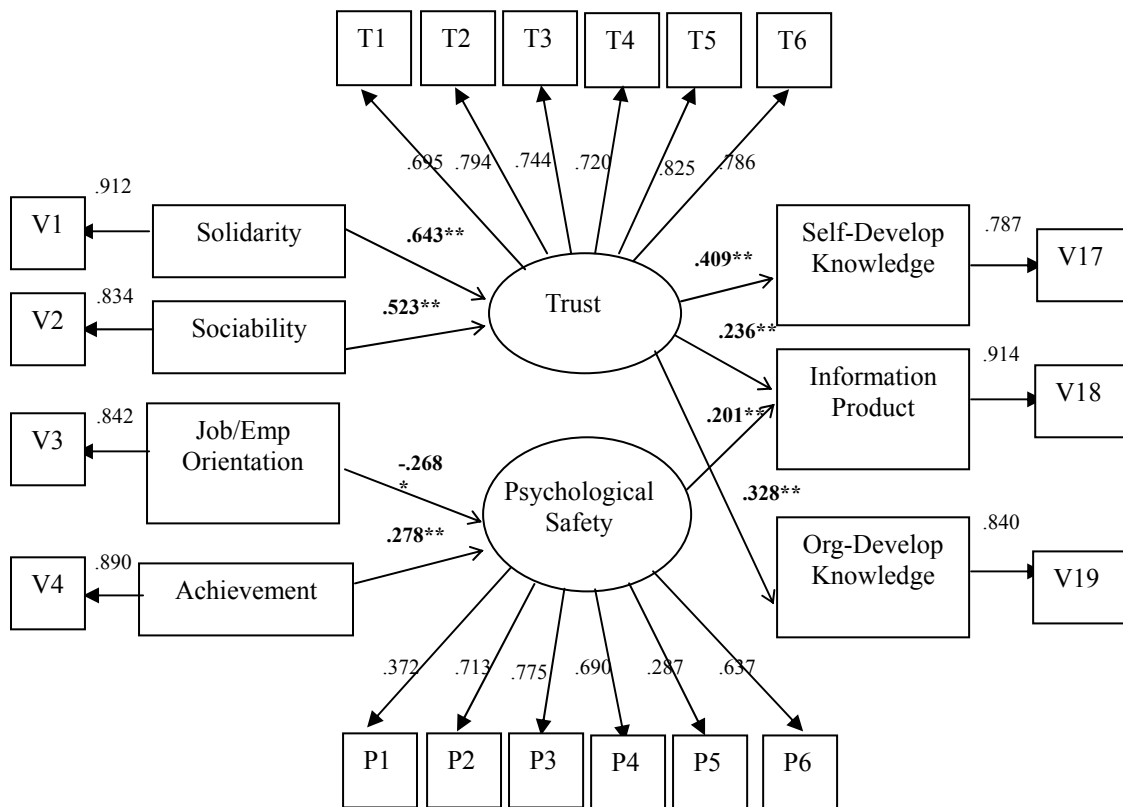 T1 T2 T3 T4 T5 T6
.695 .794 .744 .720 .825 .786
.912
V1
Solidarity
.643**
.834
V2
Sociability
.523**
Trust
.409**
Self-Develop
Knowledge
.787
V17
.236**
Information
Product
.914
V18
.201**
.842
V3
Job/Emp
Orientation
-.268
*
Psychological
Safety
.328**
.278**
.890
V4
Achievement
Org-Develop
Knowledge
.840
V19
.372 .713 .775 .690 .287 .637
P1 P2 P3 P4 P5 P6